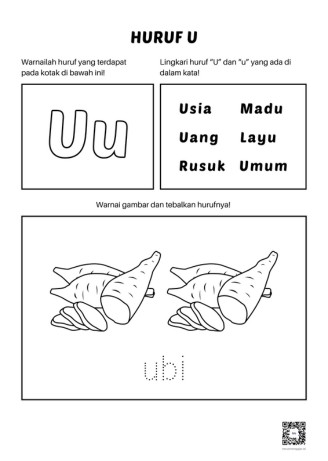 HURUF U
Warnailah huruf yang terdapat
pada kotak di bawah ini!
Lingkari huruf "U" dan "u" yang ada di
dalam kata!
Uu
Usia Madu
Uang Layu
Rusuk Umum
Warnai gambar dan tebalkan hurufnya!
ubi